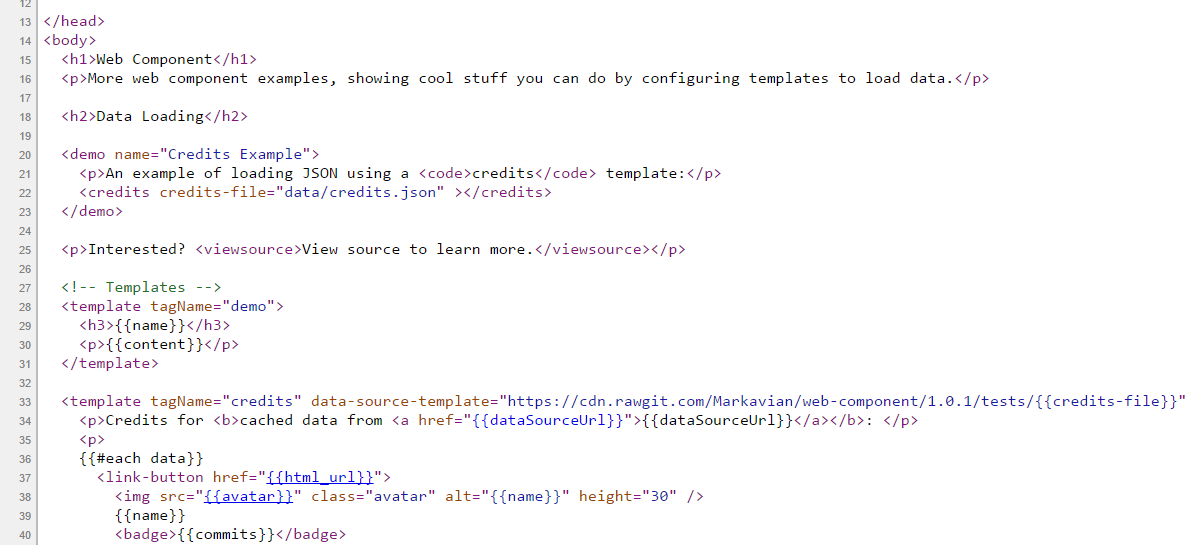 12
13 </head>
14 <body>
15 <h1>Web Component</h1>
16 <p>More web component examples, showing cool stuff you can do by configuring templates to load data.</p>
17
18 <h2>Data Loading</h2>
19
20 <demo name="Credits Example">
21 <p>An example of loading JSON using a <code>credits</code> template:</p>
22 <credits credits-file="data/credits.json" ></credits>
23 </demo>
24
25 <p>Interested? <viewsource>View source to learn more.</viewsource></p>
26
27 <!-- Templates -->
28 <template tagName="demo">
29 <h3>{{name}}</h3>
30 <p>{{content}}</p>
31 </template>
32
33 <template tagName="credits" data-source-template="https://cdn.rawgit.com/Markavian/web-component/1.0.1/tests/{{credits-file}}"
34 <p>Credits for <b>cached data from <a href="{{dataSourceUrl}}">{{dataSourceUrl}}</a></b>: </p>
35 <p>
36 {{#each data}}
37 <link-button href="{{html_url}}">
38 <img src="{{avatar}}" class="avatar" alt="{{name}}" height="30" />
39 {{name}}
40 <badge>{{commits}}</badge>